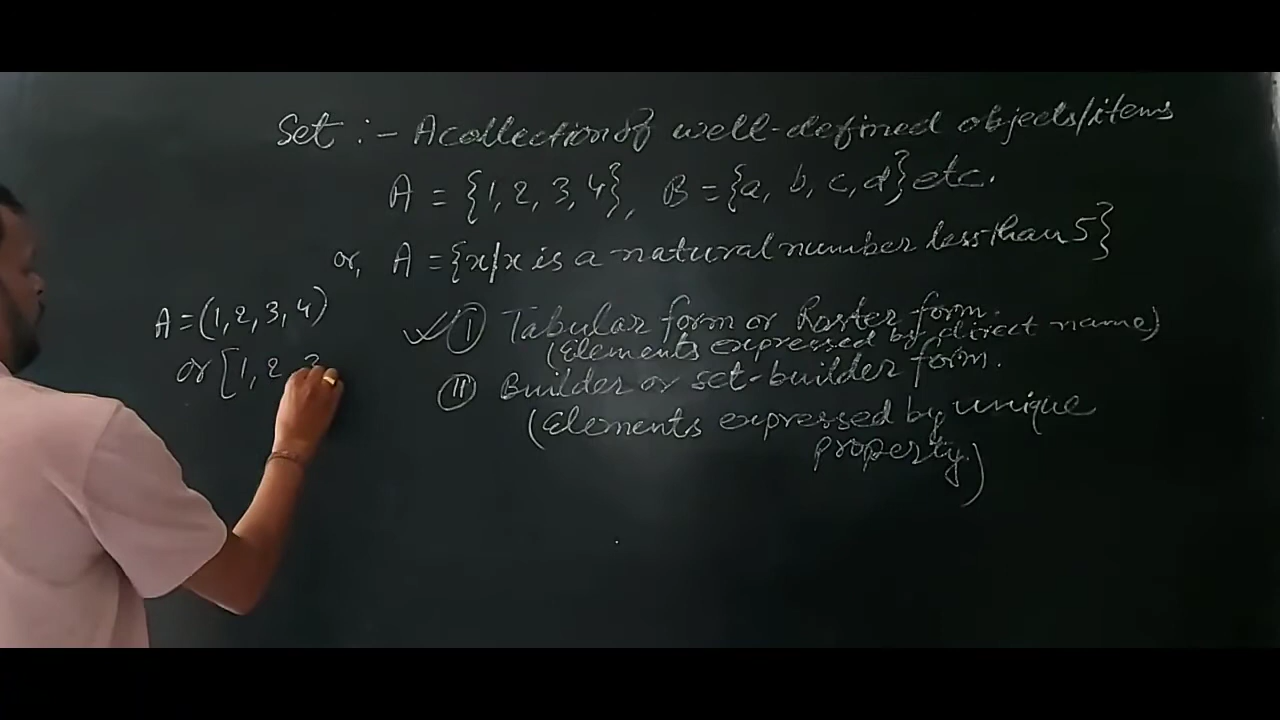 Set :- A collection of well-defined objects/items
A = {1, 2, 3, 4}, B = {a, b, c, d} etc.
or, A = {x/x is a natural number less than 5}
A = (1, 2, 3, 4)
or [1, 2, 3
(I) Tabular form or Roster form.
(Elements expressed by direct name)
(II) Builder or set-builder form.
(Elements expressed by unique
property.)